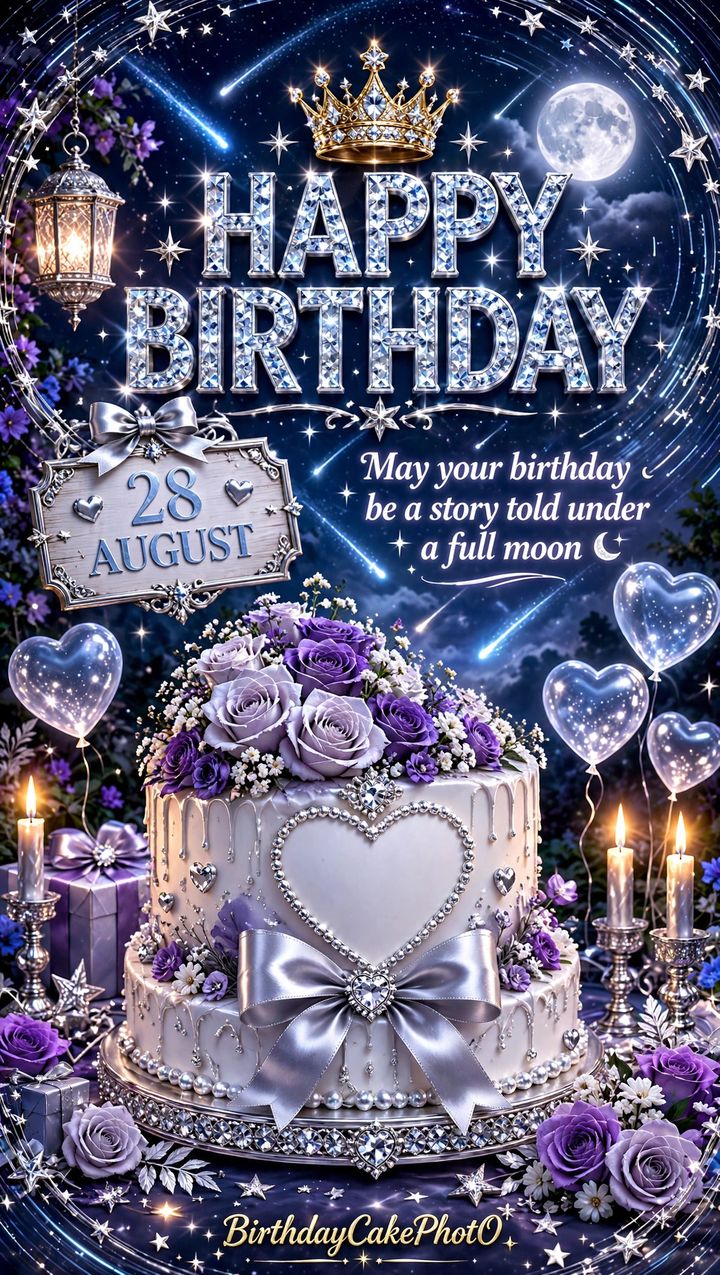 HAPPY
BIRTHDAY
28
AUGUST
May your birthday
be a story told under
a full moon
BirthdayCakePhotO